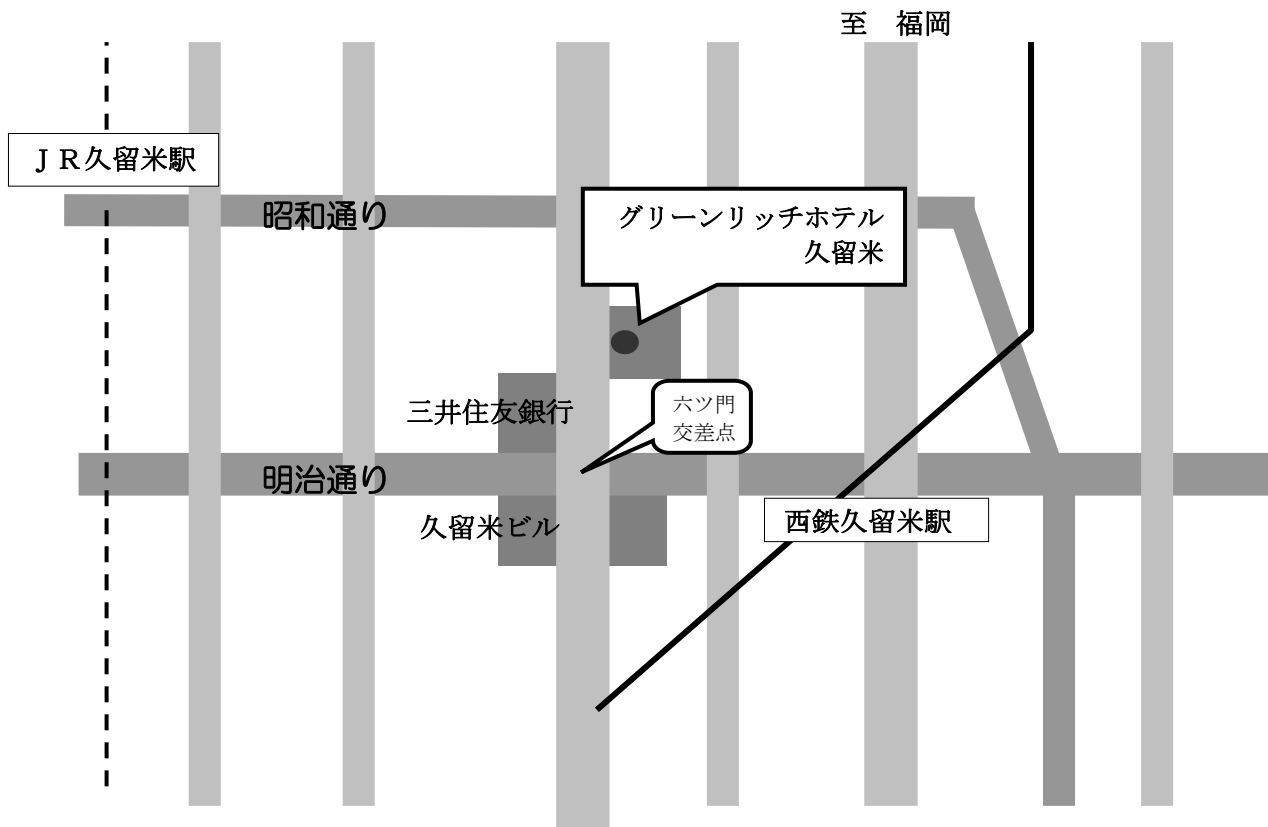 至　福岡
ＪＲ久留米駅
昭和通り
グリーンリッチホテル
久留米
三井住友銀行
六ツ門
交差点
明治通り
久留米ビル
西鉄久留米駅